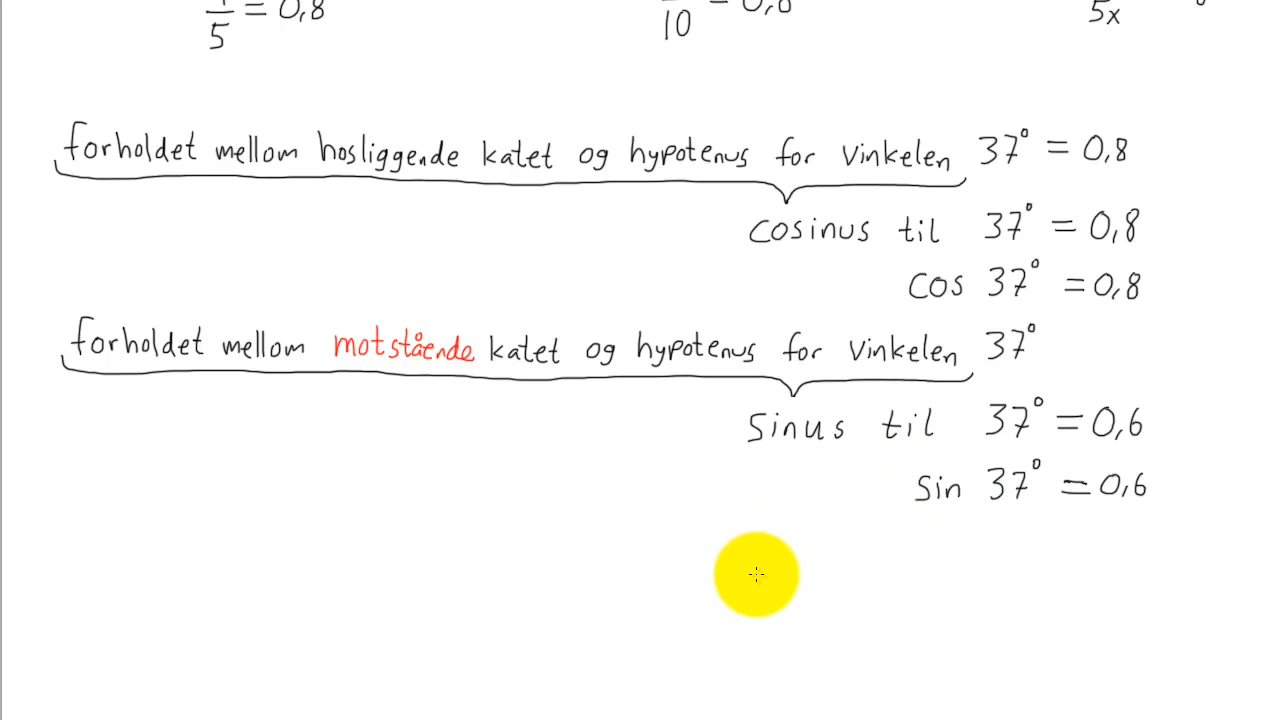 5 = 0,8
10
5x
forholdet mellom hosliggende katet og hypotenus for vinkelen 37° = 0,8
cosinus til 37° = 0,8
cos 37° = 0,8
forholdet mellom motstående katet og hypotenus for vinkelen 37°
sinus til 37° = 0,6
sin 37° = 0,6